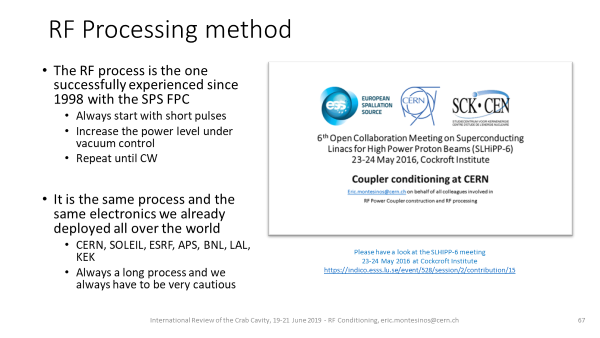 RF Processing method
• The RF process is the one
successfully experienced since
1998 with the SPS FPC
• Always start with short pulses
• Increase the power level under
vacuum control
• Repeat until CW
• It is the same process and the
same electronics we already
deployed all over the world
• CERN, SOLEIL, ESRF, APS, BNL, LAL,
KEK
• Always a long process and we
always have to be very cautious
ess
EUROPEAN
SPALLATION
SOURCE
CERN
SCK•CEN
6th Open Collaboration Meeting on Superconducting
Linacs for High Power Proton Beams (SLHiPP-6)
23-24 May 2016, Cockroft Institute
Coupler conditioning at CERN
Eric.montesinos@cern.ch on behalf of all colleagues involved in
RF Power Coupler construction and RF processing
Please have a look at the SLHIPP-6 meeting
23-24 May 2016 at Cockcroft Institute
https://indico.esss.lu.se/event/528/session/2/contribution/15
International Review of the Crab Cavity, 19-21 June 2019 - RF Conditioning, eric.montesinos@cern.ch
67